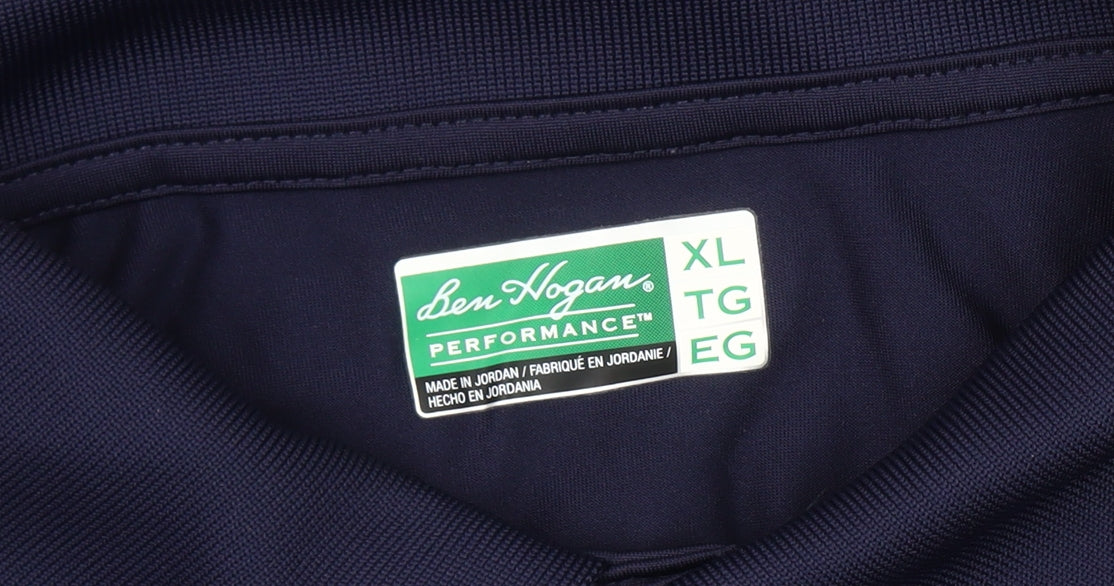 Ben Hogan®
PERFORMANCE™
MADE IN JORDAN / FABRIQUÉ EN JORDANIE /
HECHO EN JORDANIA
XL
TG
EG